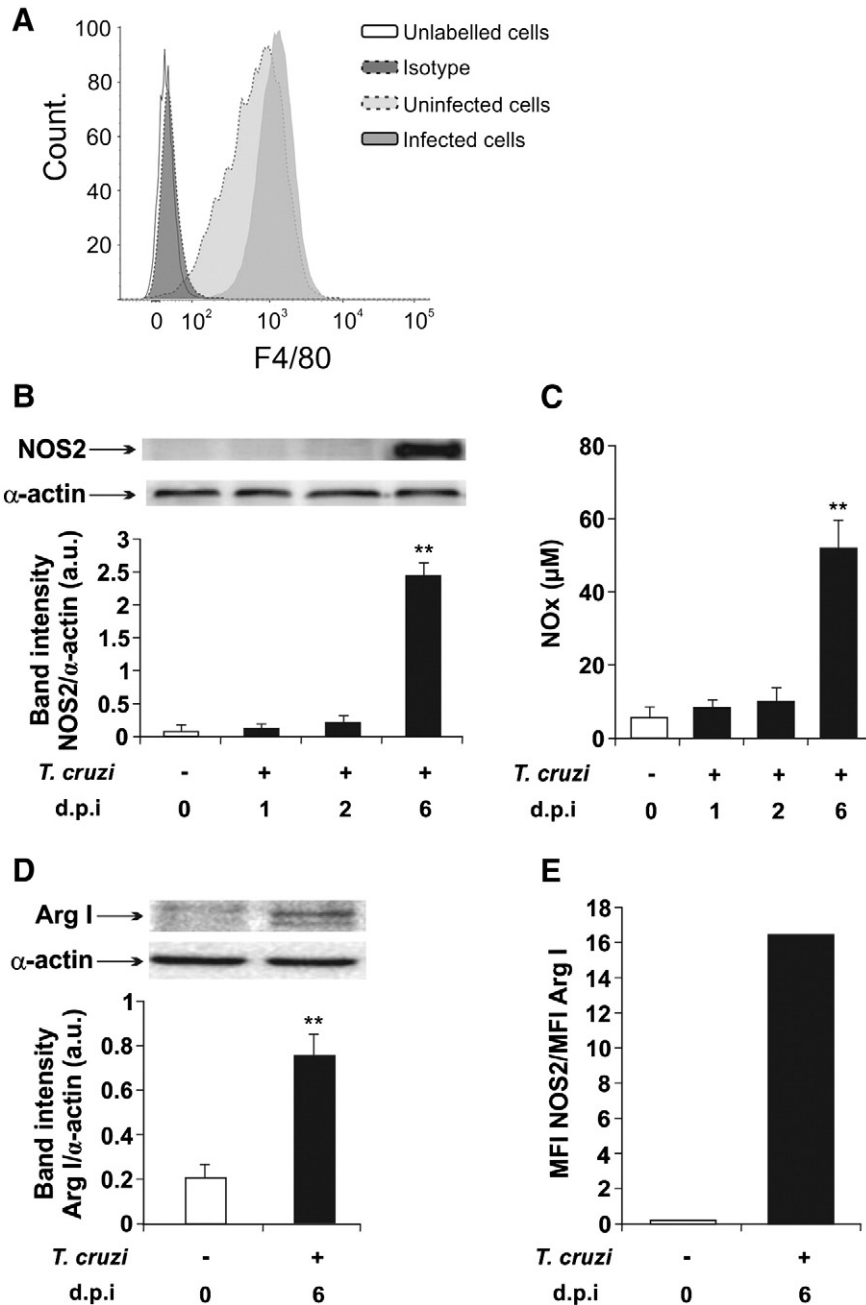 A
100
80
60
40
20
Count.
0 10² 10³ 10⁴ 10⁵
F4/80
Unlabelled cells
Isotype
Uninfected cells
Infected cells
B
NOS2
α-actin
Band intensity
NOS2/α-actin (a.u.)
3
2.5
2
1.5
1
0.5
0
**
T. cruzi - + + +
d.p.i 0 1 2 6
C
NOx (µM)
80
60
40
20
0
**
T. cruzi - + + +
d.p.i 0 1 2 6
D
Arg I
α-actin
Band intensity
Arg I/α-actin (a.u.)
1
0.8
0.6
0.4
0.2
0
**
T. cruzi - +
d.p.i 0 6
E
MFI NOS2/MFI Arg I
18
16
14
12
10
8
6
4
2
0
T. cruzi - +
d.p.i 0 6